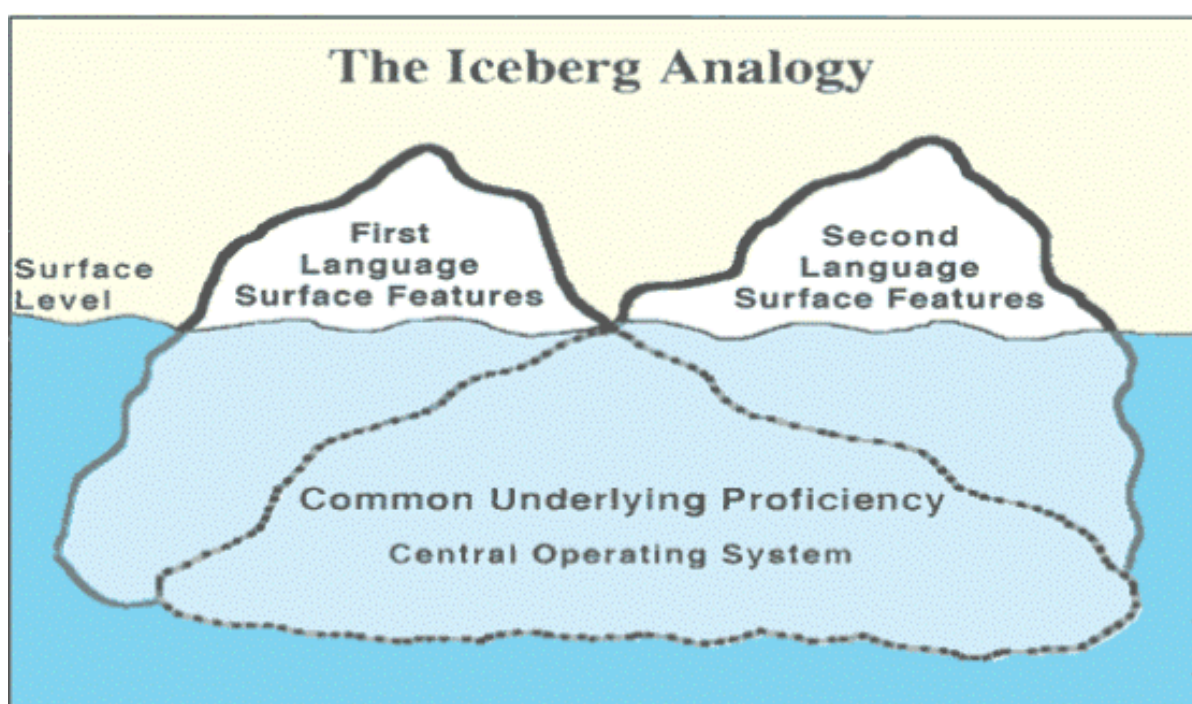 The Iceberg Analogy
First
Language
Surface Features
Second
Language
Surface Features
Surface
Level
Common Underlying Proficiency
Central Operating System